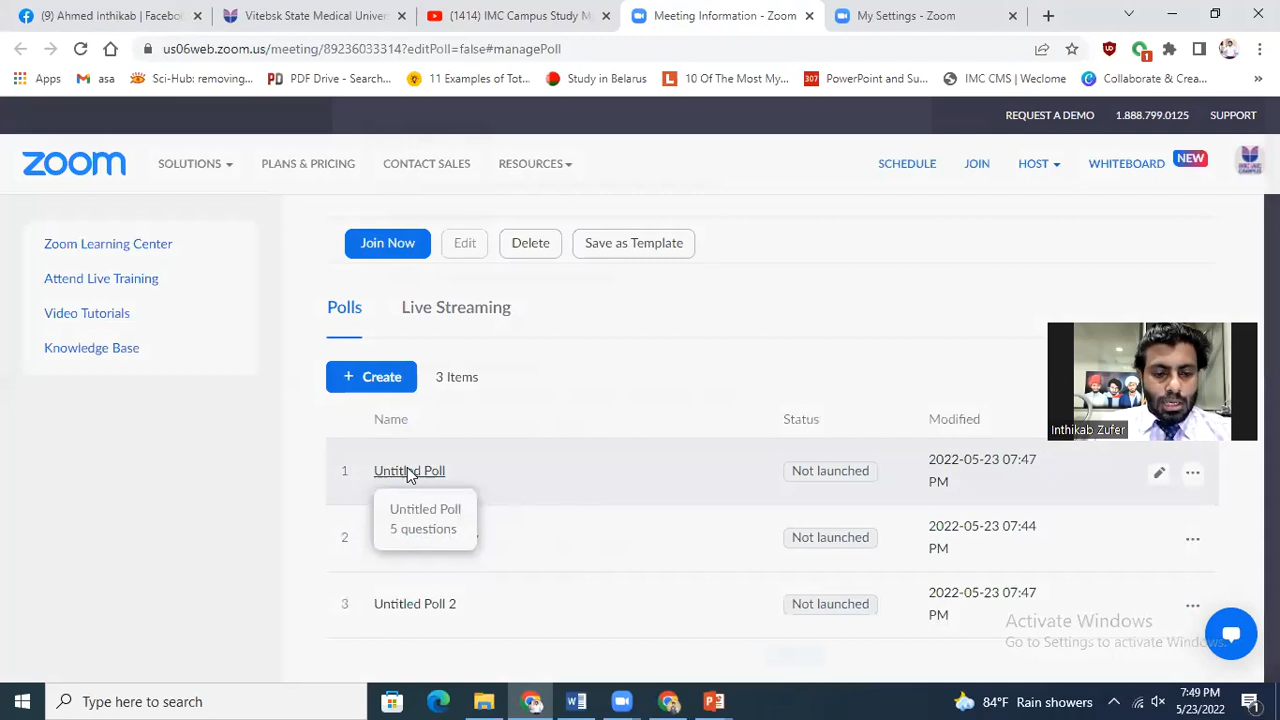 (9) Ahmed Inthikab | Facebo
Vitebsk State Medical Univer
(1414) IMC Campus Study M
Meeting Information - Zoom
My Settings - Zoom
us06web.zoom.us/meeting/89236033314?editPoll=false#managePoll
1
Apps
asa
Sci-Hub: removing...
PDF Drive - Search...
11 Examples of Tot...
Study in Belarus
10 Of The Most My...
307
PowerPoint and Su...
IMC CMS | Weclome
Collaborate & Crea...
»
REQUEST A DEMO
1.888.799.0125
SUPPORT
zoom
SOLUTIONS
PLANS & PRICING
CONTACT SALES
RESOURCES
SCHEDULE
JOIN
HOST
WHITEBOARD
NEW
Zoom Learning Center
Attend Live Training
Video Tutorials
Knowledge Base
Join Now
Edit
Delete
Save as Template
Polls
Live Streaming
+ Create
3 Items
Name
Status
Modified
1
Untitled Poll
Not launched
2022-05-23 07:47
PM
Untitled Poll
5 questions
2
Not launched
2022-05-23 07:44
PM
3
Untitled Poll 2
Not launched
2022-05-23 07:47
PM
Inthikab Zufer
Activate Windows
Go to Settings to activate Windows.
Type here to search
84°F Rain showers
7:49 PM
5/23/2022
1